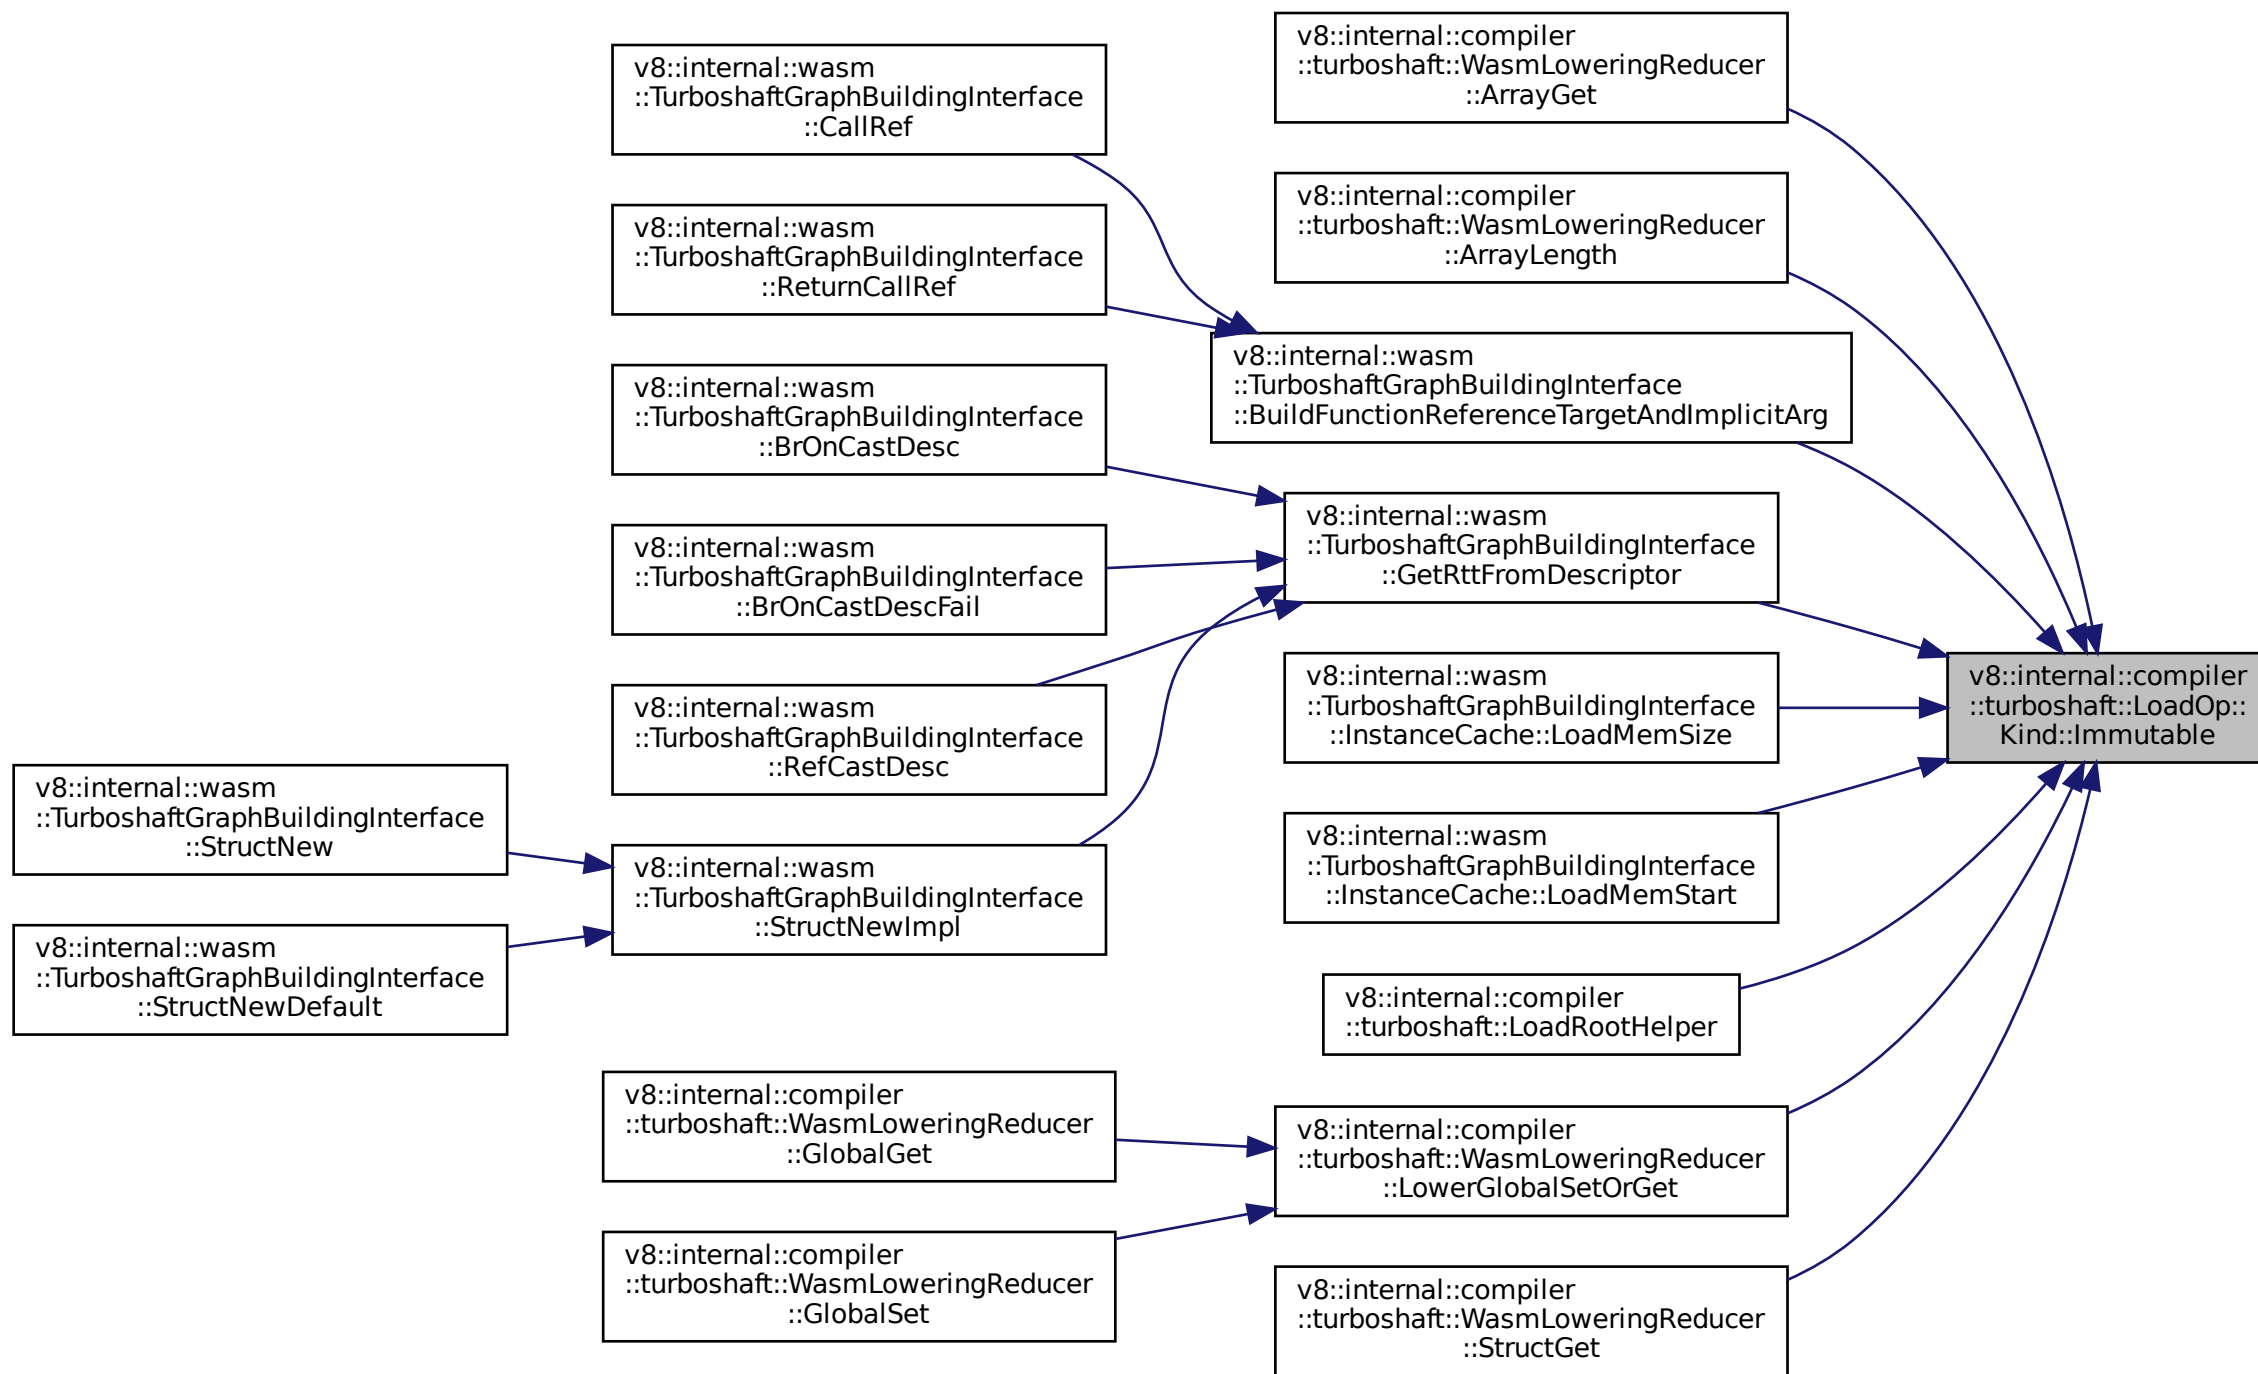 v8::internal::compiler
::turboshaft::WasmLoweringReducer
::ArrayGet
v8::internal::wasm
::TurboshaftGraphBuildingInterface
::CallRef
v8::internal::compiler
::turboshaft::WasmLoweringReducer
::ArrayLength
v8::internal::wasm
::TurboshaftGraphBuildingInterface
::ReturnCallRef
v8::internal::wasm
::TurboshaftGraphBuildingInterface
::BuildFunctionReferenceTargetAndImplicitArg
v8::internal::wasm
::TurboshaftGraphBuildingInterface
::BrOnCastDesc
v8::internal::wasm
::TurboshaftGraphBuildingInterface
::GetRttFromDescriptor
v8::internal::wasm
::TurboshaftGraphBuildingInterface
::BrOnCastDescFail
v8::internal::wasm
::TurboshaftGraphBuildingInterface
::InstanceCache::LoadMemSize
v8::internal::compiler
::turboshaft::LoadOp::
Kind::Immutable
v8::internal::wasm
::TurboshaftGraphBuildingInterface
::RefCastDesc
v8::internal::wasm
::TurboshaftGraphBuildingInterface
::StructNew
v8::internal::wasm
::TurboshaftGraphBuildingInterface
::InstanceCache::LoadMemStart
v8::internal::wasm
::TurboshaftGraphBuildingInterface
::StructNewImpl
v8::internal::wasm
::TurboshaftGraphBuildingInterface
::StructNewDefault
v8::internal::compiler
::turboshaft::LoadRootHelper
v8::internal::compiler
::turboshaft::WasmLoweringReducer
::GlobalGet
v8::internal::compiler
::turboshaft::WasmLoweringReducer
::LowerGlobalSetOrGet
v8::internal::compiler
::turboshaft::WasmLoweringReducer
::GlobalSet
v8::internal::compiler
::turboshaft::WasmLoweringReducer
::StructGet